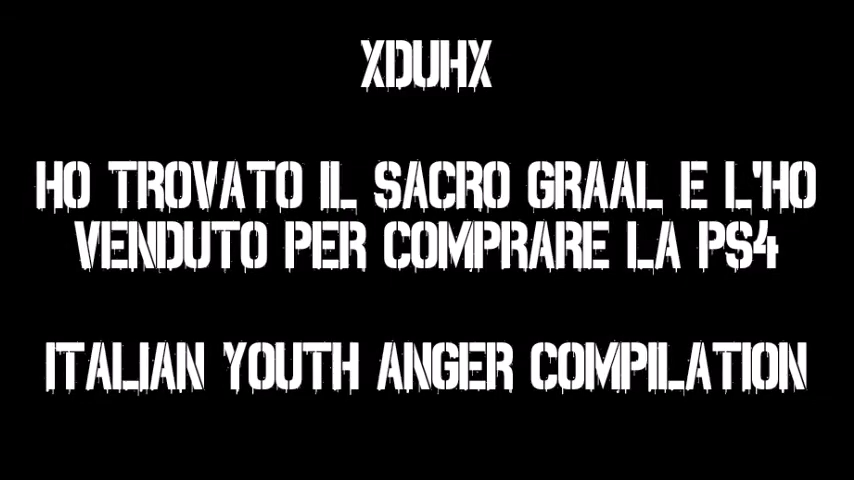 XDUHX
HO TROVATO IL SACRO GRAAL E L'HO
VENDUTO PER COMPRARE LA PS4
ITALIAN YOUTH ANGER COMPILATION